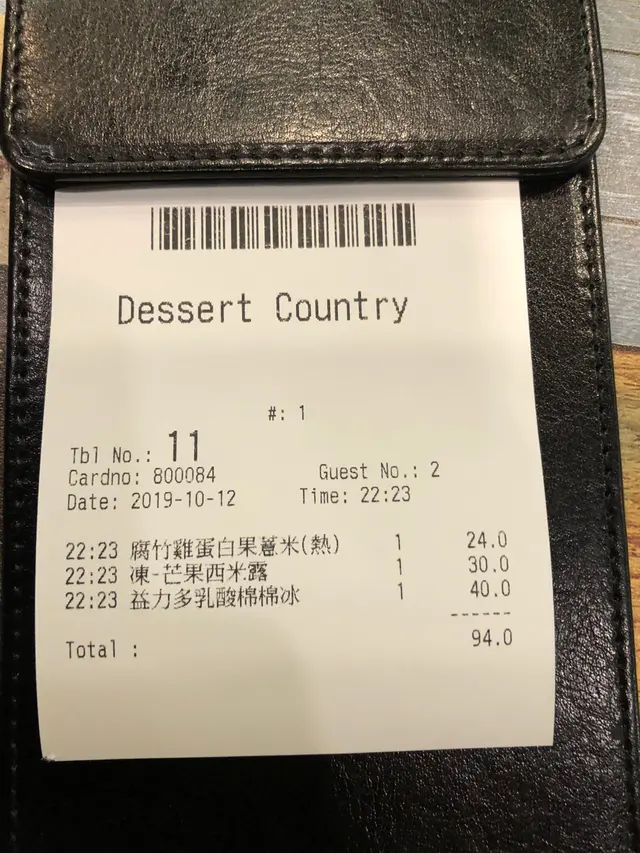 Dessert Country
#: 1
Tbl No.: 11
Cardno: 800084 Guest No.: 2
Date: 2019-10-12 Time: 22:23
22:23 腐竹雞蛋白果薏米(熱) 1 24.0
22:23 凍-芒果西米露 1 30.0
22:23 益力多乳酸棉棉冰 1 40.0
------
Total : 94.0